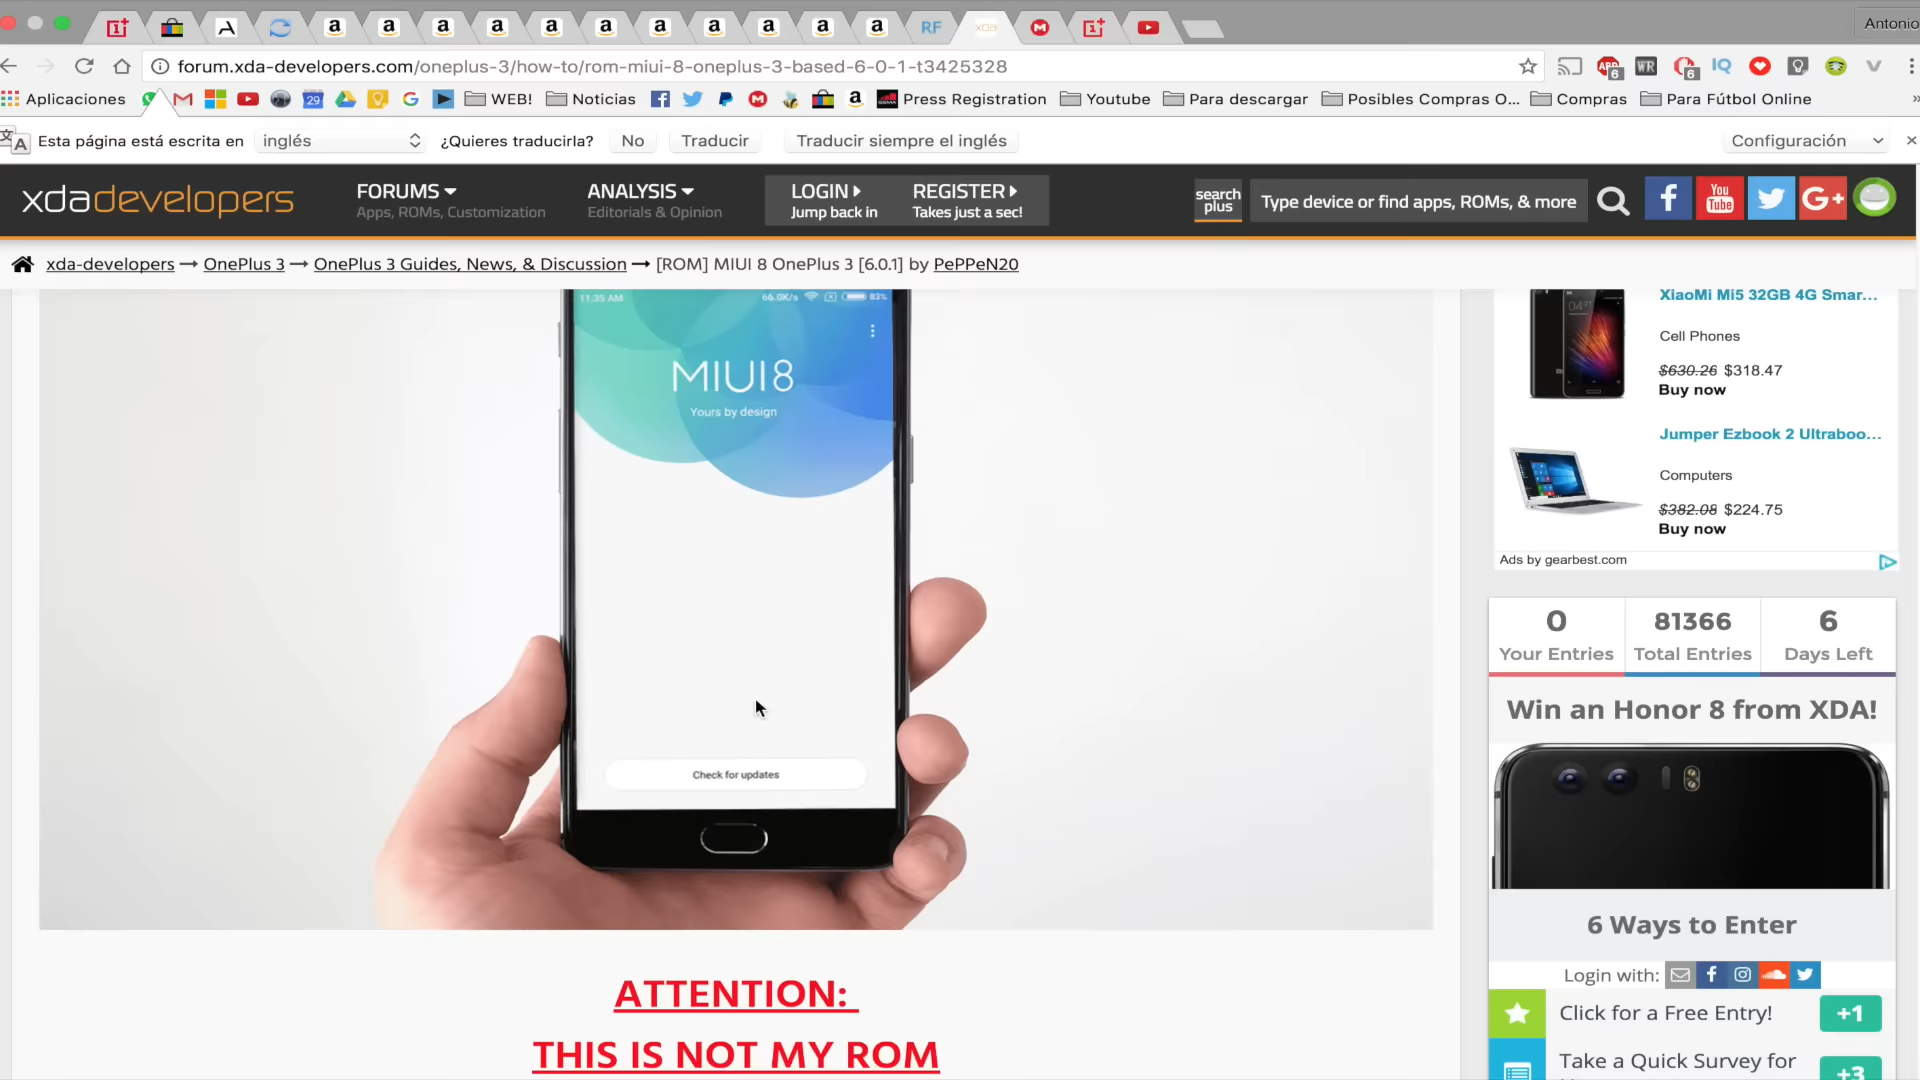 Antonio
forum.xda-developers.com/oneplus-3/how-to/rom-miui-8-oneplus-3-based-6-0-1-t3425328
Aplicaciones
WEB!
Noticias
Press Registration
Youtube
Para descargar
Posibles Compras O...
Compras
Para Fútbol Online
Esta página está escrita en
inglés
¿Quieres traducirla?
No
Traducir
Traducir siempre el inglés
Configuración
xdadevelopers
FORUMS
Apps, ROMs, Customization
ANALYSIS
Editorials & Opinion
LOGIN
Jump back in
REGISTER
Takes just a sec!
search
plus
Type device or find apps, ROMs, & more
You
Tube
xda-developers → OnePlus 3 → OnePlus 3 Guides, News, & Discussion → [ROM] MIUI 8 OnePlus 3 [6.0.1] by PePPeN20
11:35 AM
66.0K/s
83%
MIUI8
Yours by design
Check for updates
ATTENTION:
THIS IS NOT MY ROM
XiaoMi Mi5 32GB 4G Smar...
Cell Phones
$630.26 $318.47
Buy now
Jumper Ezbook 2 Ultraboo...
Computers
$382.08 $224.75
Buy now
Ads by gearbest.com
0
Your Entries
81366
Total Entries
6
Days Left
Win an Honor 8 from XDA!
6 Ways to Enter
Login with:
Click for a Free Entry!
+1
Take a Quick Survey for
+3